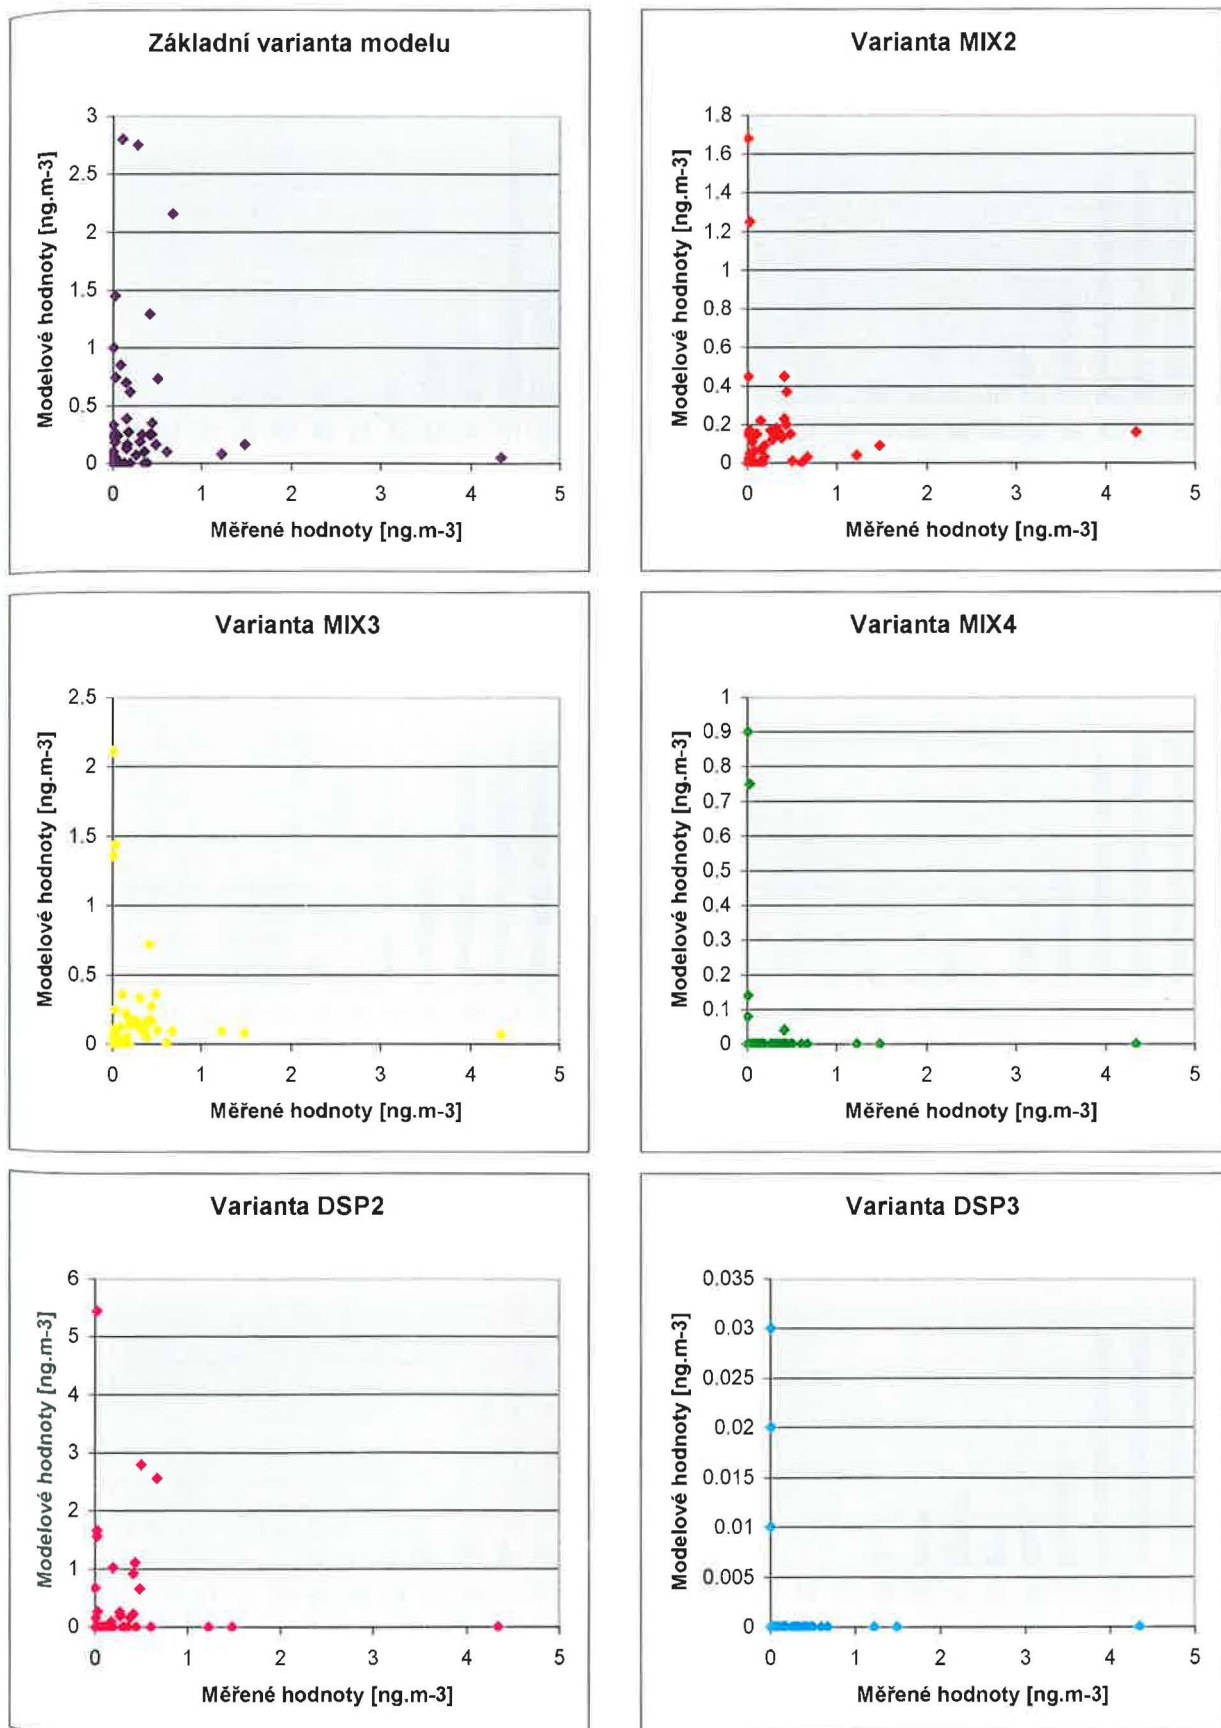 Základní varianta modelu
Modelové hodnoty [ng.m-3]
3
2.5
2
1.5
1
0.5
0
0 1 2 3 4 5
Měřené hodnoty [ng.m-3]
Varianta MIX2
Modelové hodnoty [ng.m-3]
1.8
1.6
1.4
1.2
1
0.8
0.6
0.4
0.2
0
0 1 2 3 4 5
Měřené hodnoty [ng.m-3]
Varianta MIX3
Modelové hodnoty [ng.m-3]
2.5
2
1.5
1
0.5
0
0 1 2 3 4 5
Měřené hodnoty [ng.m-3]
Varianta MIX4
Modelové hodnoty [ng.m-3]
1
0.9
0.8
0.7
0.6
0.5
0.4
0.3
0.2
0.1
0
0 1 2 3 4 5
Měřené hodnoty [ng.m-3]
Varianta DSP2
Modelové hodnoty [ng.m-3]
6
5
4
3
2
1
0
0 1 2 3 4 5
Měřené hodnoty [ng.m-3]
Varianta DSP3
Modelové hodnoty [ng.m-3]
0.035
0.03
0.025
0.02
0.015
0.01
0.005
0
0 1 2 3 4 5
Měřené hodnoty [ng.m-3]